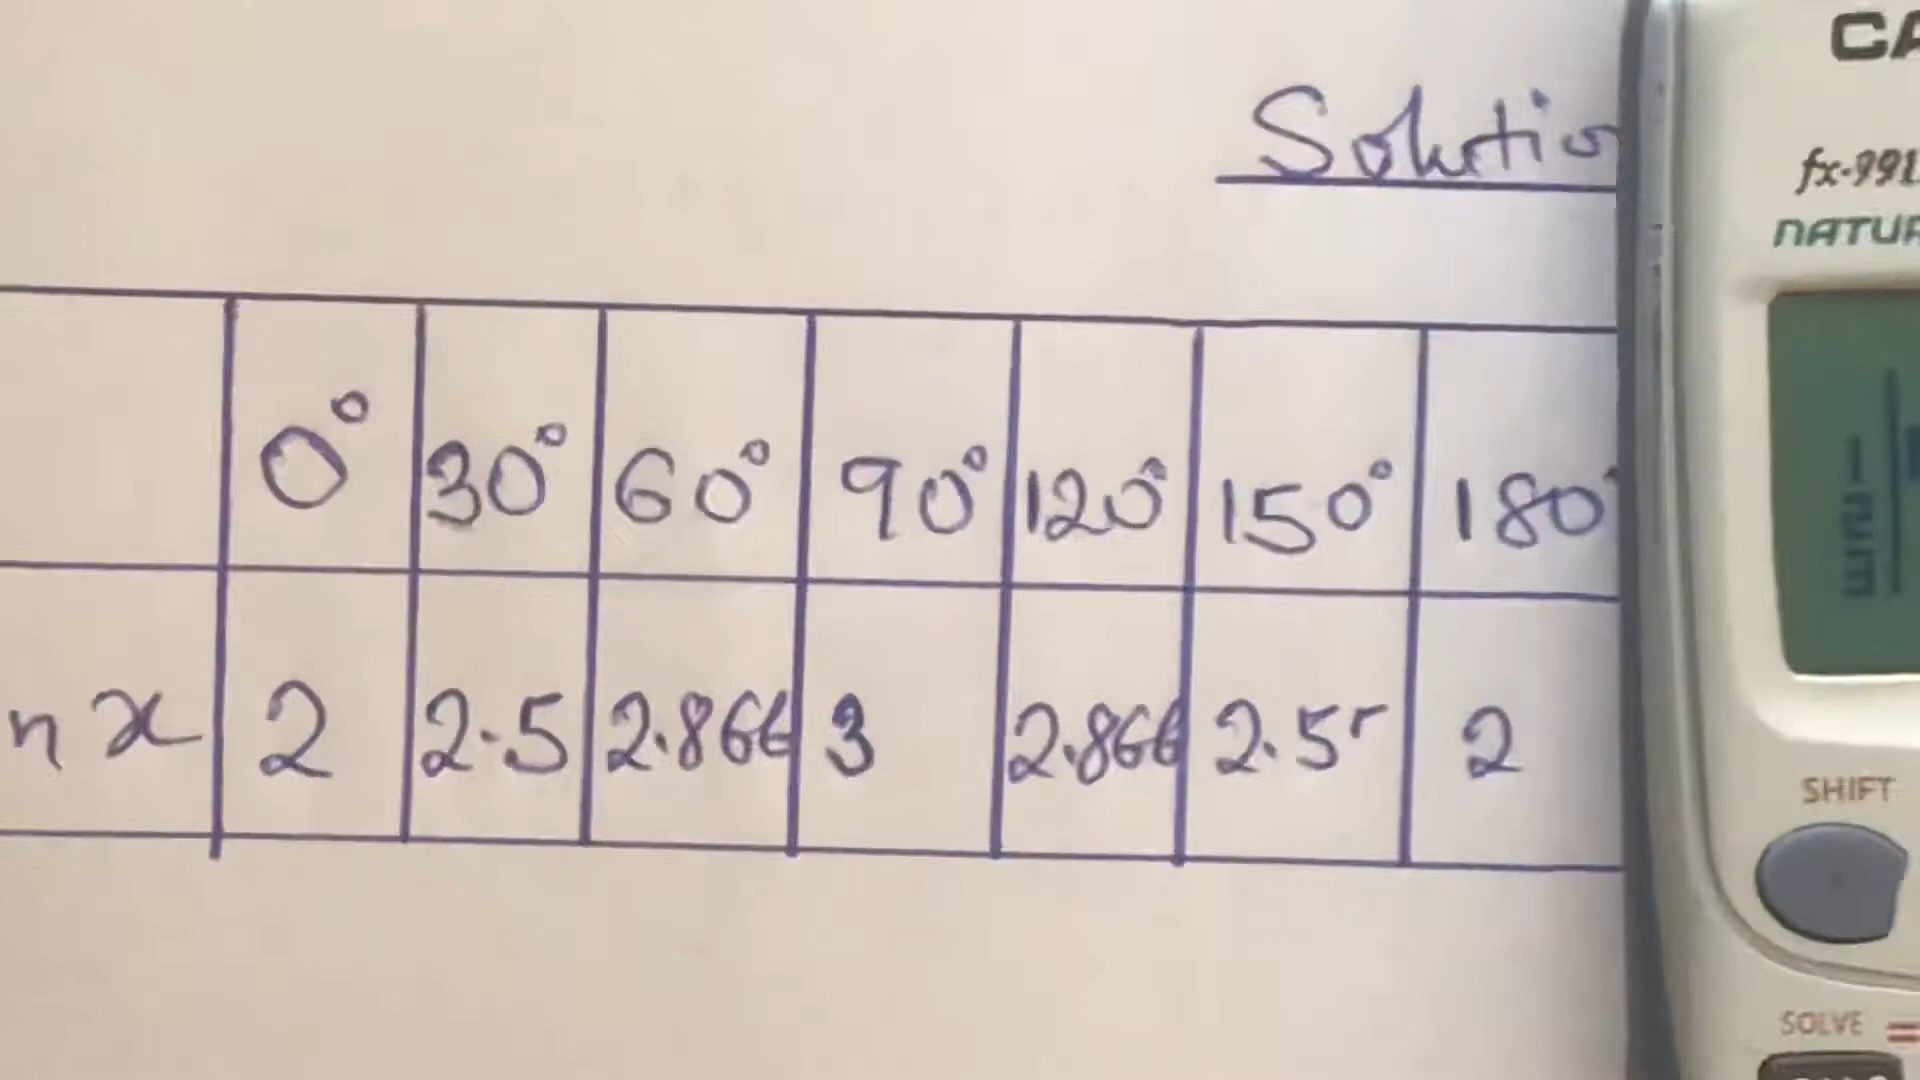 CA
Solutio
fx-991
NATUR
0° 30° 60° 90° 120° 150° 180°
n x 2 2.5 2.866 3 2.866 2.5 2
SHIFT
SOLVE =